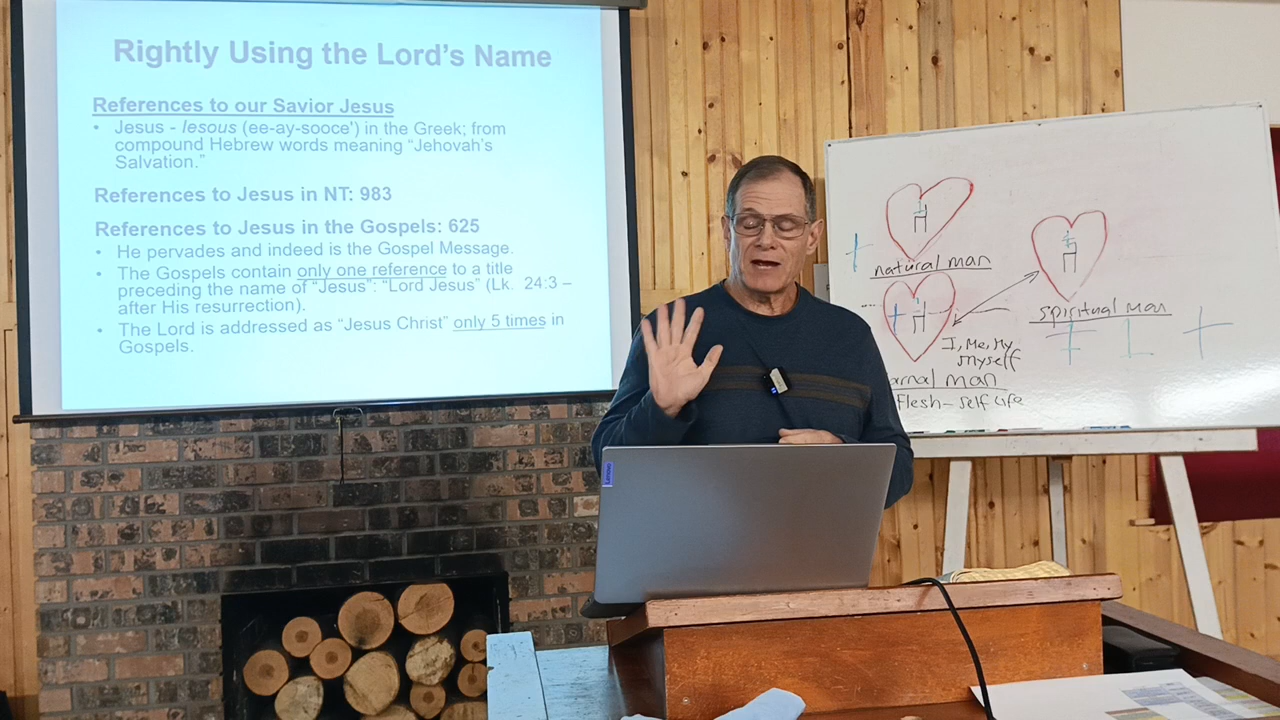 Rightly Using the Lord's Name
References to our Savior Jesus
• Jesus - Iesous (ee-ay-sooce') in the Greek; from
compound Hebrew words meaning "Jehovah's
Salvation."
References to Jesus in NT: 983
References to Jesus in the Gospels: 625
• He pervades and indeed is the Gospel Message.
• The Gospels contain only one reference to a title
preceding the name of "Jesus": "Lord Jesus" (Lk. 24:3 –
after His resurrection).
• The Lord is addressed as "Jesus Christ" only 5 times in
Gospels.
natural man
spiritual man
I, Me, My
Myself
arnal man
Flesh-self life
Lenovo